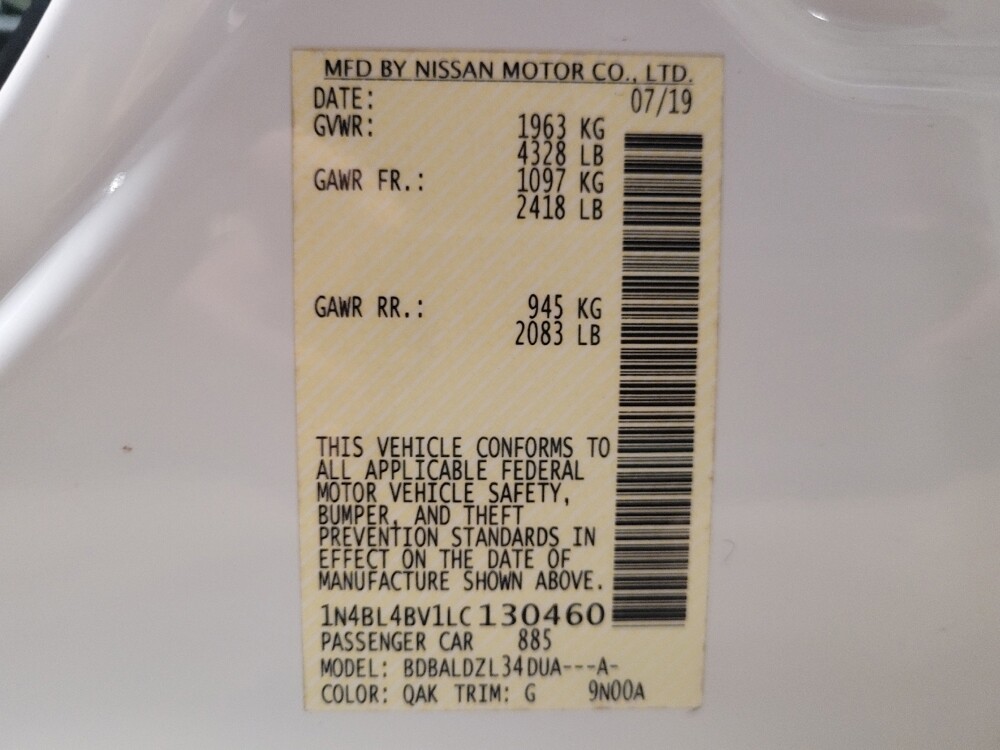 MFD BY NISSAN MOTOR CO., LTD.
DATE: 07/19
GVWR: 1963 KG
4328 LB
GAWR FR.: 1097 KG
2418 LB
GAWR RR.: 945 KG
2083 LB
THIS VEHICLE CONFORMS TO
ALL APPLICABLE FEDERAL
MOTOR VEHICLE SAFETY,
BUMPER, AND THEFT
PREVENTION STANDARDS IN
EFFECT ON THE DATE OF
MANUFACTURE SHOWN ABOVE.
1N4BL4BV1LC130460
PASSENGER CAR 885
MODEL: BDBALDZL34DUA---A-
COLOR: QAK TRIM: G 9N00A